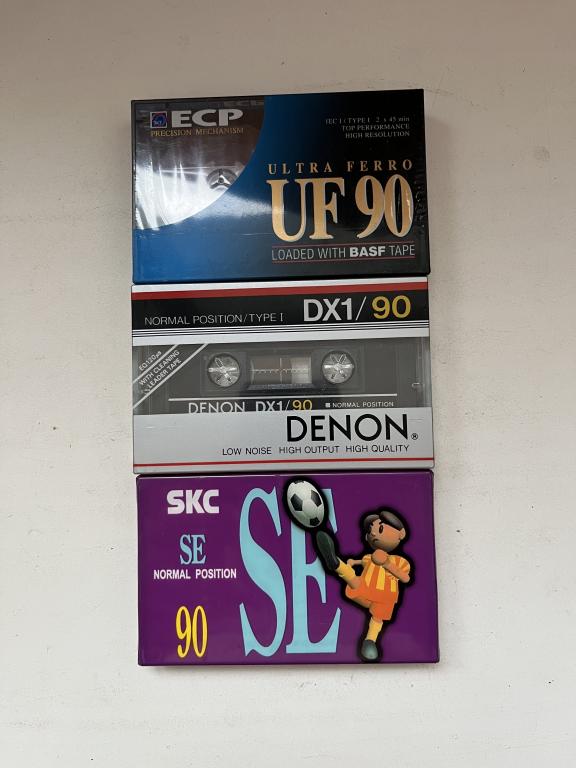 ECP
PRECISION MECHANISM
IEC I / TYPE I 2 x 45 min
TOP PERFORMANCE
HIGH RESOLUTION
ULTRA FERRO
UF 90
LOADED WITH BASF TAPE
NORMAL POSITION/TYPE I DX1/90
EQ120µs
WITH CLEANING
LEADER TAPE
DENON DX1/90 ■ NORMAL POSITION
DENON®
LOW NOISE HIGH OUTPUT HIGH QUALITY
SKC
SE
NORMAL POSITION
90
SE